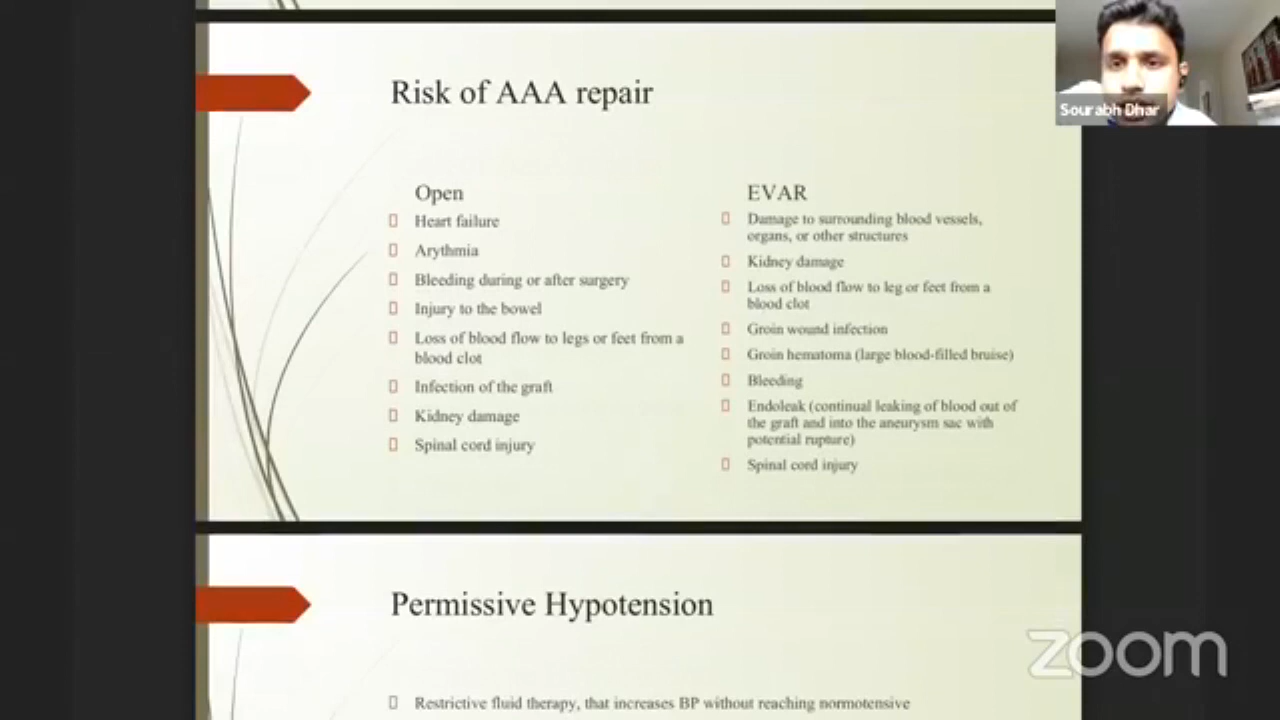 Risk of AAA repair
Sourabh Dhar
Open
Heart failure
Arythmia
Bleeding during or after surgery
Injury to the bowel
Loss of blood flow to legs or feet from a
blood clot
Infection of the graft
Kidney damage
Spinal cord injury
EVAR
Damage to surrounding blood vessels,
organs, or other structures
Kidney damage
Loss of blood flow to leg or feet from a
blood clot
Groin wound infection
Groin hematoma (large blood-filled bruise)
Bleeding
Endoleak (continual leaking of blood out of
the graft and into the aneurysm sac with
potential rupture)
Spinal cord injury
Permissive Hypotension
zoom
Restrictive fluid therapy, that increases BP without reaching normotensive